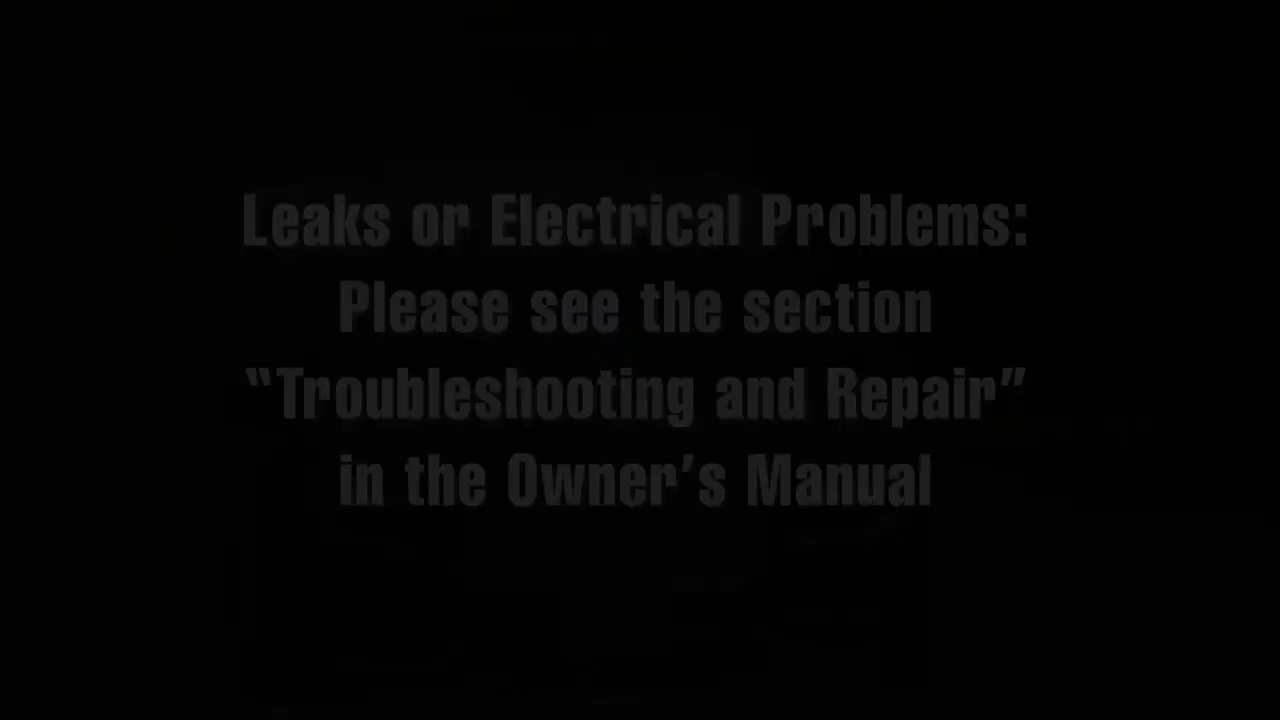 Leaks or Electrical Problems:
Please see the section
“Troubleshooting and Repair”
in the Owner’s Manual